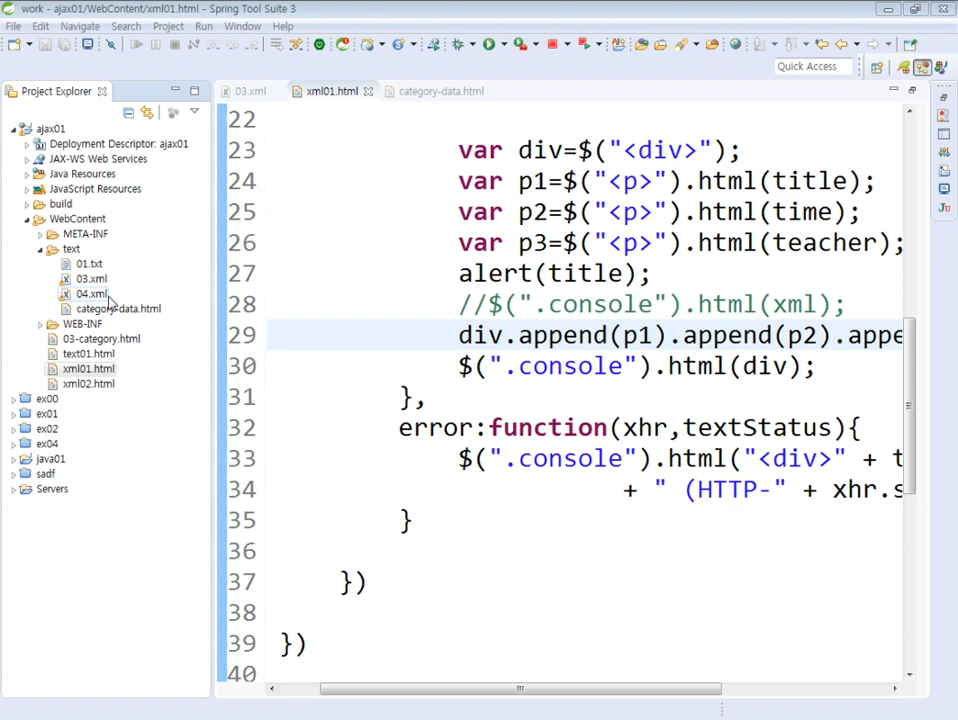 work - ajax01/WebContent/xml01.html - Spring Tool Suite 3
File Edit Navigate Search Project Run Window Help
Quick Access
Project Explorer
03.xml xml01.html category-data.html
ajax01
Deployment Descriptor: ajax01
JAX-WS Web Services
Java Resources
JavaScript Resources
build
WebContent
META-INF
text
01.txt
03.xml
04.xml
category-data.html
WEB-INF
03-category.html
text01.html
xml01.html
xml02.html
ex00
ex01
ex02
ex04
java01
sadf
Servers
22
23 var div=$("<div>");
24 var p1=$("<p>").html(title);
25 var p2=$("<p>").html(time);
26 var p3=$("<p>").html(teacher);
27 alert(title);
28 //$(".console").html(xml);
29 div.append(p1).append(p2).appe
30 $(".console").html(div);
31 },
32 error:function(xhr,textStatus){
33 $(".console").html("<div>" + t
34 + " (HTTP-" + xhr.s
35 }
36
37 })
38
39 })
40